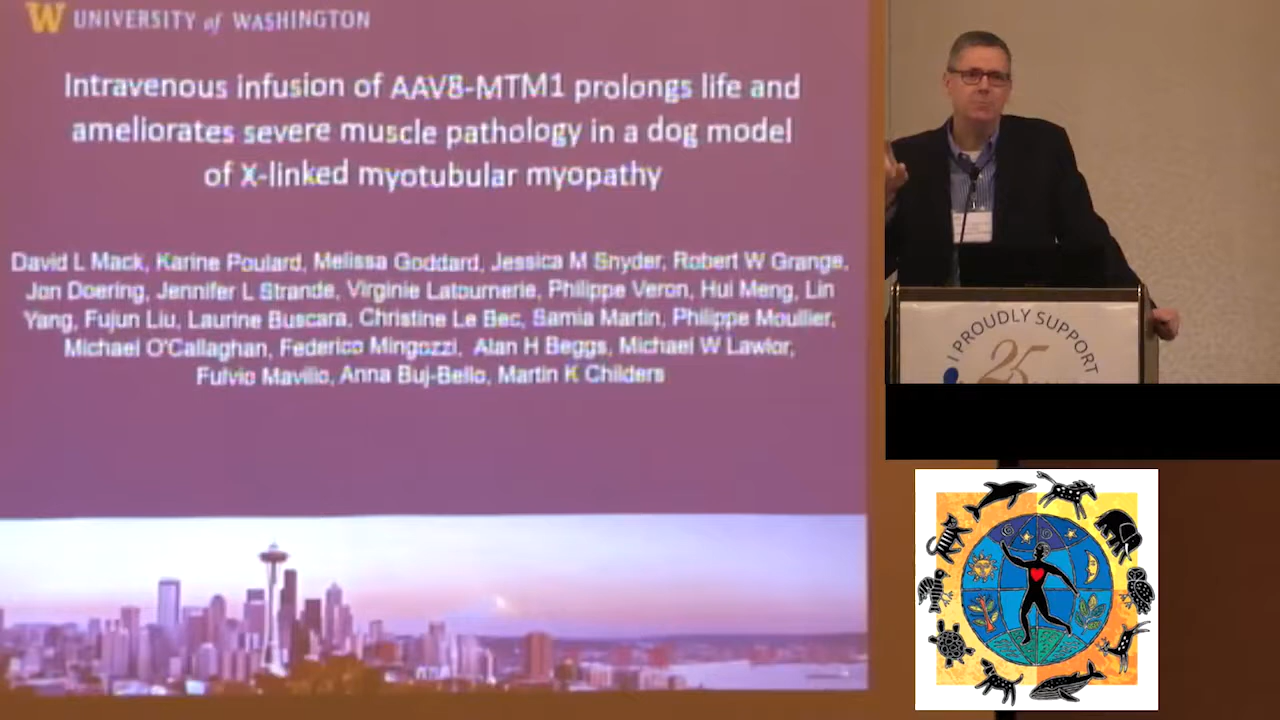 W UNIVERSITY of WASHINGTON
Intravenous infusion of AAV8-MTM1 prolongs life and
ameliorates severe muscle pathology in a dog model
of X-linked myotubular myopathy
David L Mack, Karine Poulard, Melissa Goddard, Jessica M Snyder, Robert W Grange,
Jon Doering, Jennifer L Strande, Virginie Latournerie, Philippe Veron, Hui Meng, Lin
Yang, Fujun Liu, Laurine Buscara, Christine Le Bec, Samia Martin, Philippe Moullier,
Michael O'Callaghan, Federico Mingozzi, Alan H Beggs, Michael W Lawlor,
Fulvio Mavilio, Anna Buj-Bello, Martin K Childers
I PROUDLY SUPPORT
25